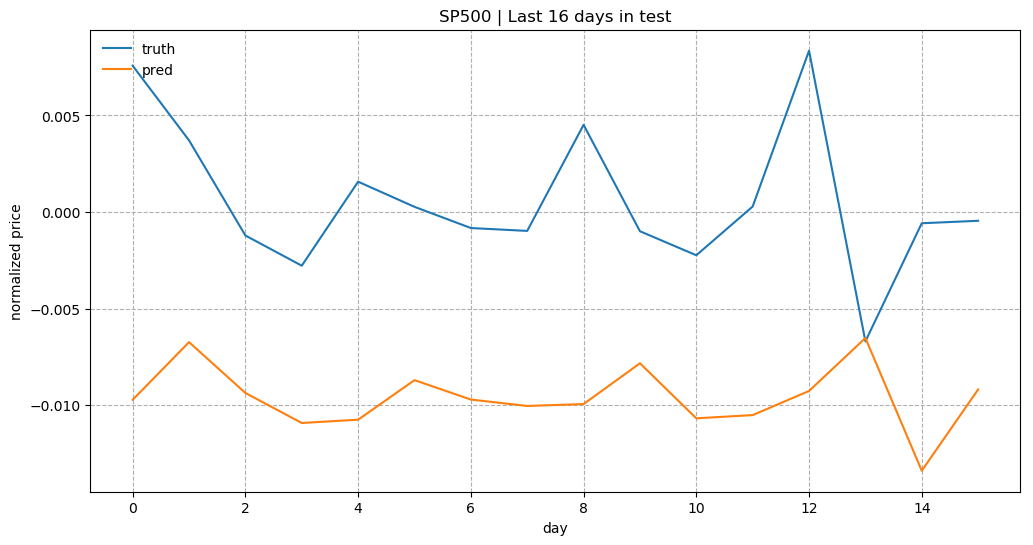 SP500 | Last 16 days in test
truth
pred
0.005
0.000
−0.005
−0.010
normalized price
0 2 4 6 8 10 12 14
day